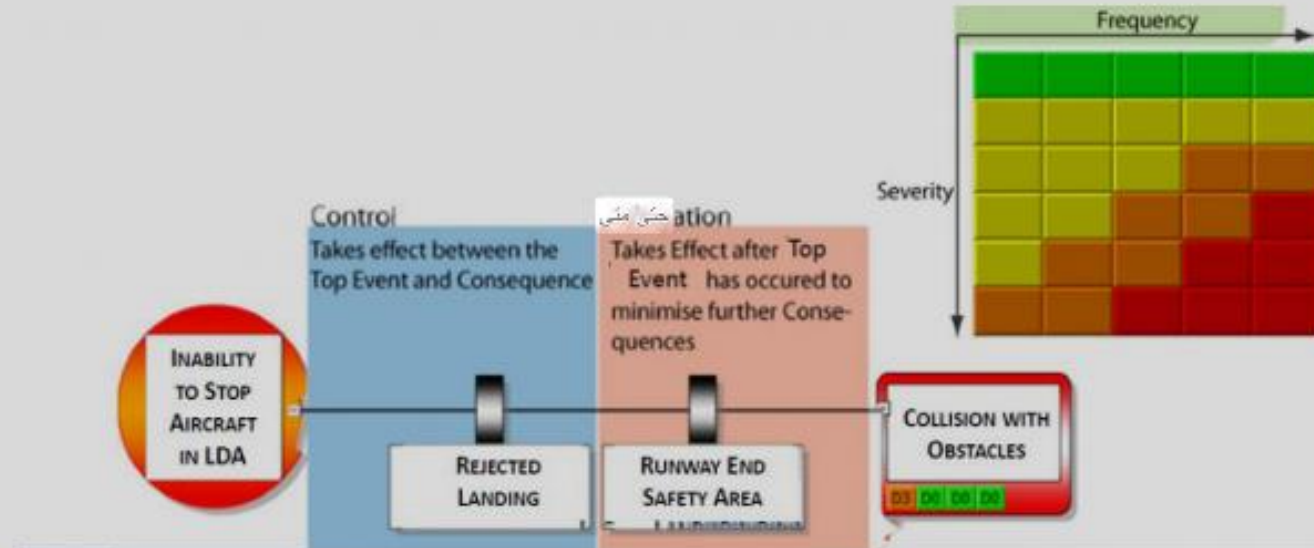 Frequency
Severity
Control
Takes effect between the
Top Event and Consequence
حتى متى ation
Takes Effect after Top
Event has occured to
minimise further Conse-
quences
INABILITY
TO STOP
AIRCRAFT
IN LDA
REJECTED
LANDING
RUNWAY END
SAFETY AREA
COLLISION WITH
OBSTACLES
D3 D0 D0 D0